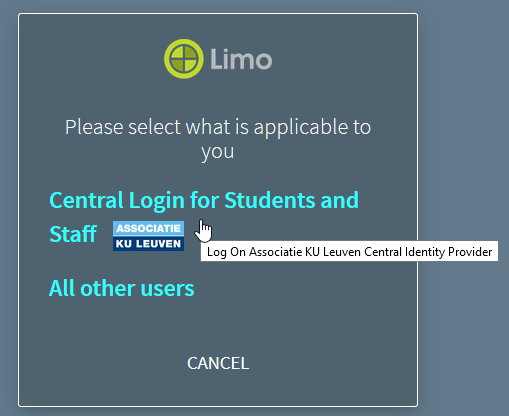 Limo
Please select what is applicable to
you
Central Login for Students and
Staff ASSOCIATIE
KU LEUVEN
Log On Associatie KU Leuven Central Identity Provider
All other users
CANCEL